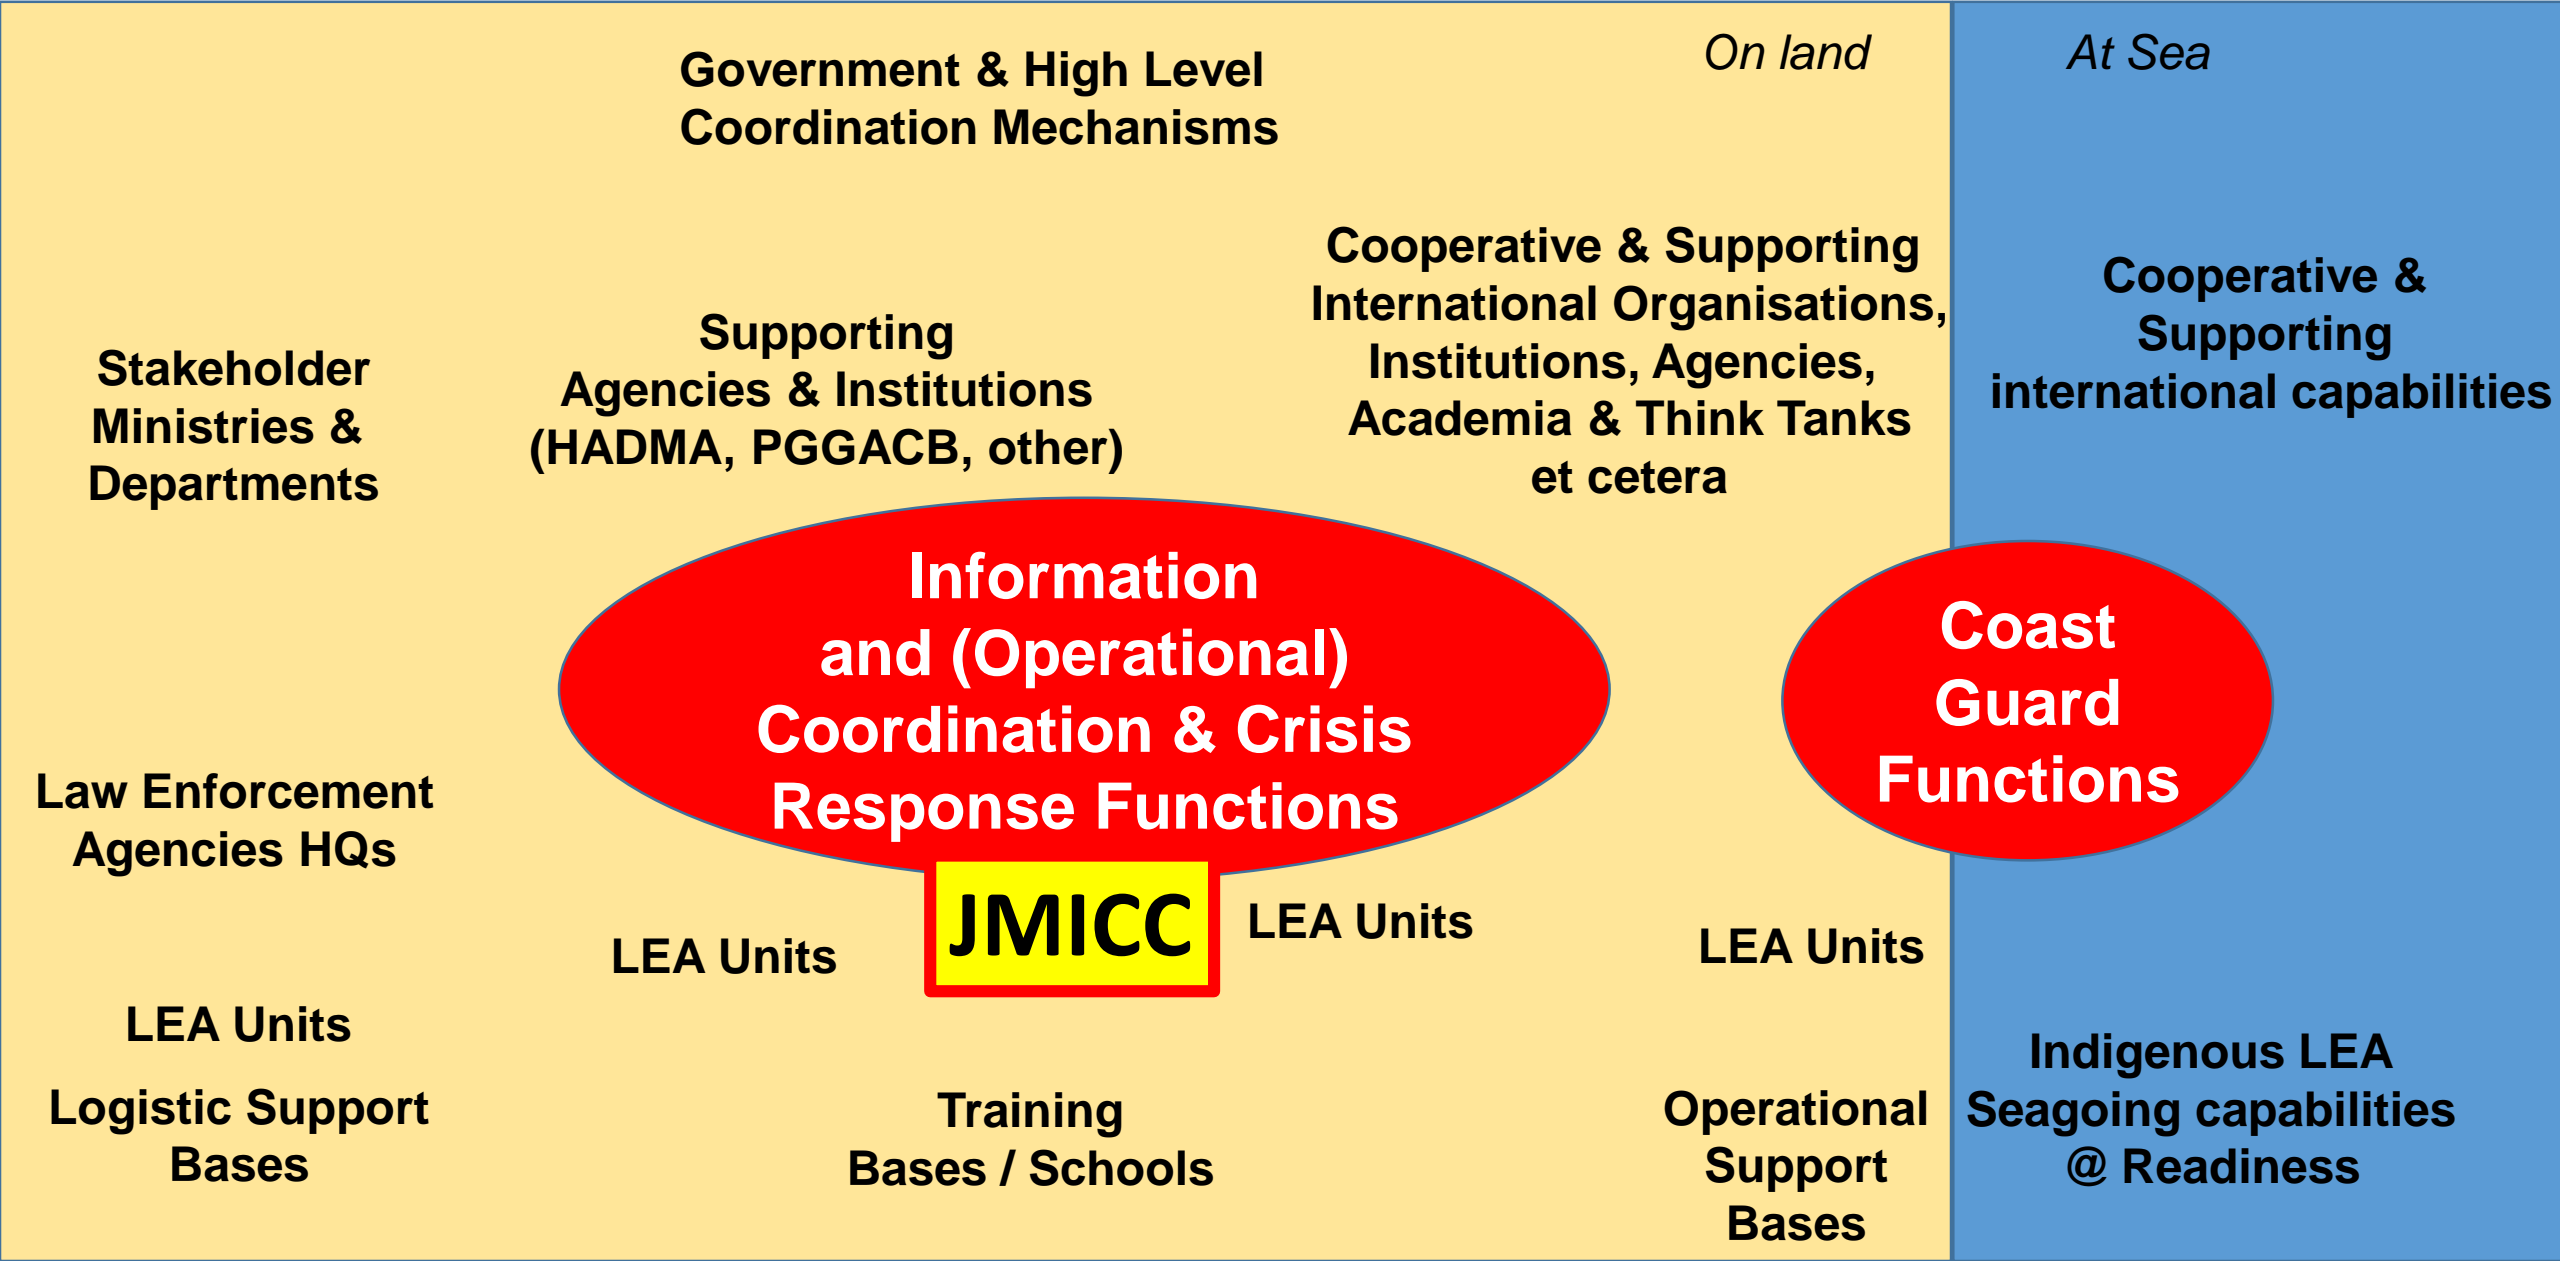 Government & High Level
Coordination Mechanisms
On land
At Sea
Stakeholder
Ministries &
Departments
Supporting
Agencies & Institutions
(HADMA, PGGACB, other)
Cooperative & Supporting
International Organisations,
Institutions, Agencies,
Academia & Think Tanks
et cetera
Cooperative &
Supporting
international capabilities
Information
and (Operational)
Coordination & Crisis
Response Functions
Coast
Guard
Functions
Law Enforcement
Agencies HQs
JMICC
LEA Units
LEA Units
LEA Units
LEA Units
Logistic Support
Bases
Training
Bases / Schools
Operational
Support
Bases
Indigenous LEA
Seagoing capabilities
@ Readiness